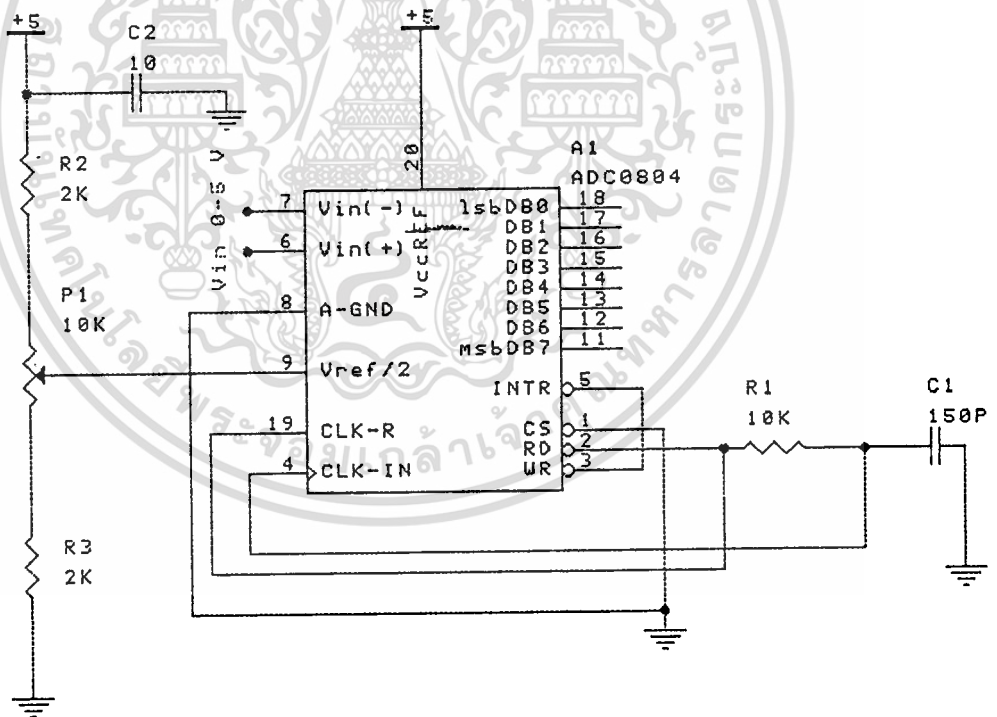 +5
+5
C2
10
R2
2K
P1
10K
R3
2K
Vin 0-5 V
20
A1
ADC0804
7 Vin(-)
6 Vin(+)
VccREF
8 A-GND
9 Vref/2
19 CLK-R
4 CLK-IN
lsbDB0 18
DB1 17
DB2 16
DB3 15
DB4 14
DB5 13
DB6 12
msbDB7 11
INTR 5
CS 1
RD 2
WR 3
R1
10K
C1
150P